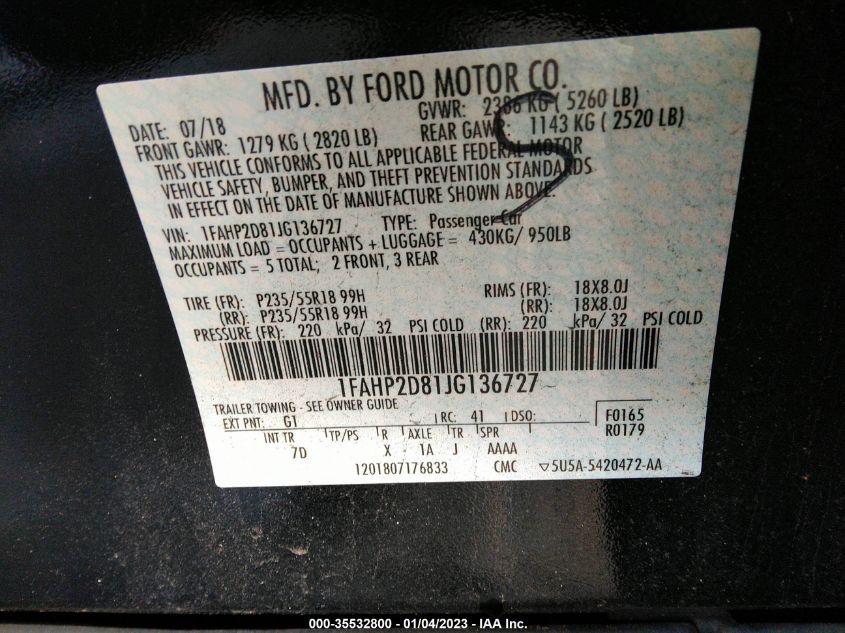 MFD. BY FORD MOTOR CO.
DATE: 07/18 GVWR: 2386 KG ( 5260 LB)
FRONT GAWR: 1279 KG ( 2820 LB) REAR GAWR: 1143 KG ( 2520 LB)
THIS VEHICLE CONFORMS TO ALL APPLICABLE FEDERAL MOTOR
VEHICLE SAFETY, BUMPER, AND THEFT PREVENTION STANDARDS
IN EFFECT ON THE DATE OF MANUFACTURE SHOWN ABOVE.
VIN: 1FAHP2D81JG136727 TYPE: Passenger Car
MAXIMUM LOAD = OCCUPANTS + LUGGAGE = 430KG/ 950LB
OCCUPANTS = 5 TOTAL; 2 FRONT, 3 REAR
TIRE (FR): P235/55R18 99H RIMS (FR): 18X8.0J
(RR): P235/55R18 99H (RR): 18X8.0J
PRESSURE (FR): 220 kPa/ 32 PSI COLD (RR): 220 kPa/ 32 PSI COLD
1FAHP2D81JG136727
TRAILER TOWING - SEE OWNER GUIDE
EXT PNT: G1 RC: 41 DSO: F0165
R0179
INT TR TP/PS R AXLE TR SPR
7D X 1A J AAAA
1201807176833 CMC ▽5U5A-5420472-AA
000-35532800 - 01/04/2023 - IAA Inc.